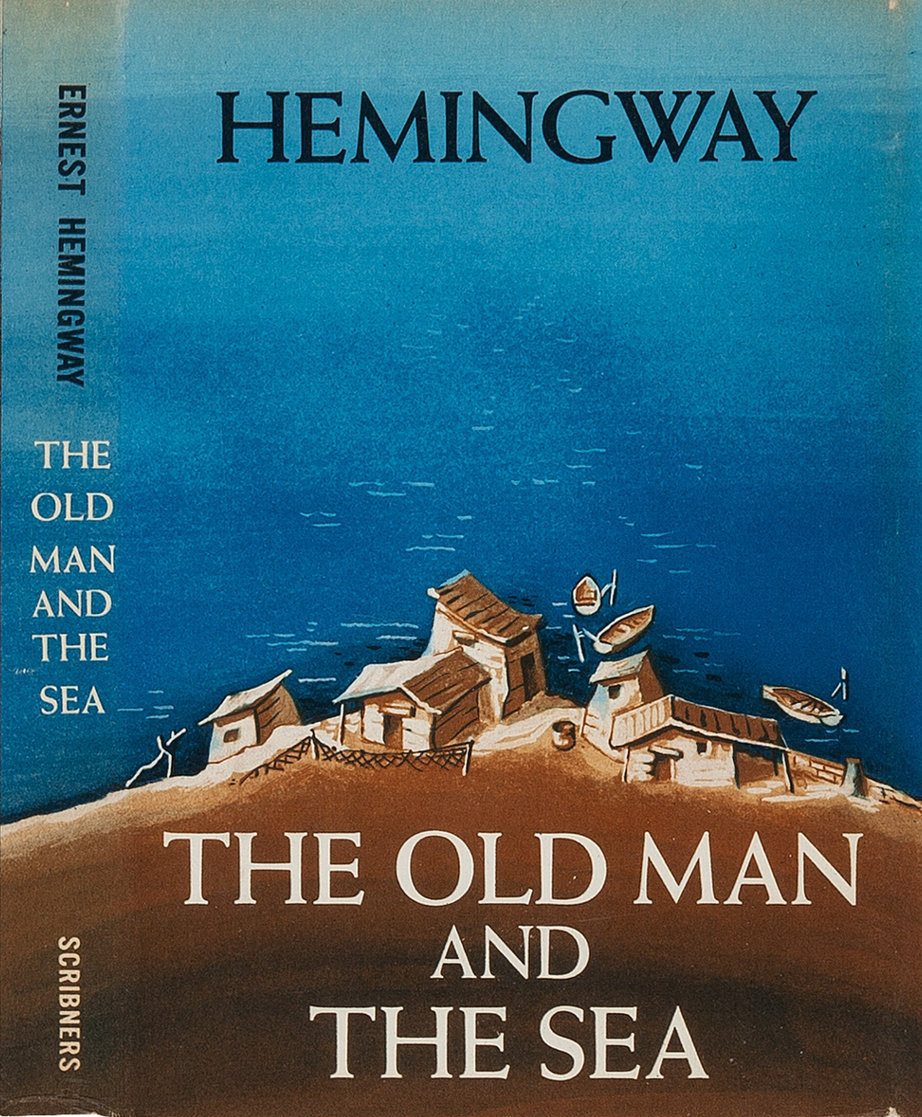 HEMINGWAY
THE OLD MAN
AND
THE SEA
ERNEST HEMINGWAY
THE
OLD
MAN
AND
THE
SEA
SCRIBNERS